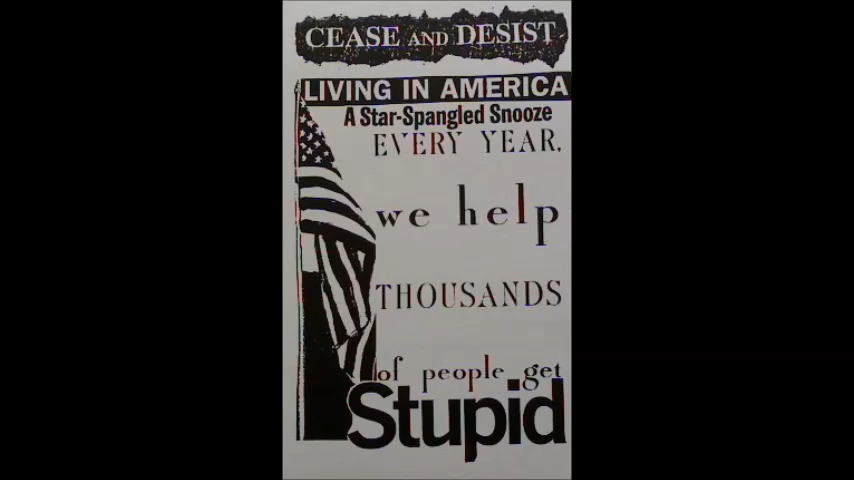 CEASE AND DESIST
LIVING IN AMERICA
A Star-Spangled Snooze
EVERY YEAR,
we help
THOUSANDS
of people get
Stupid